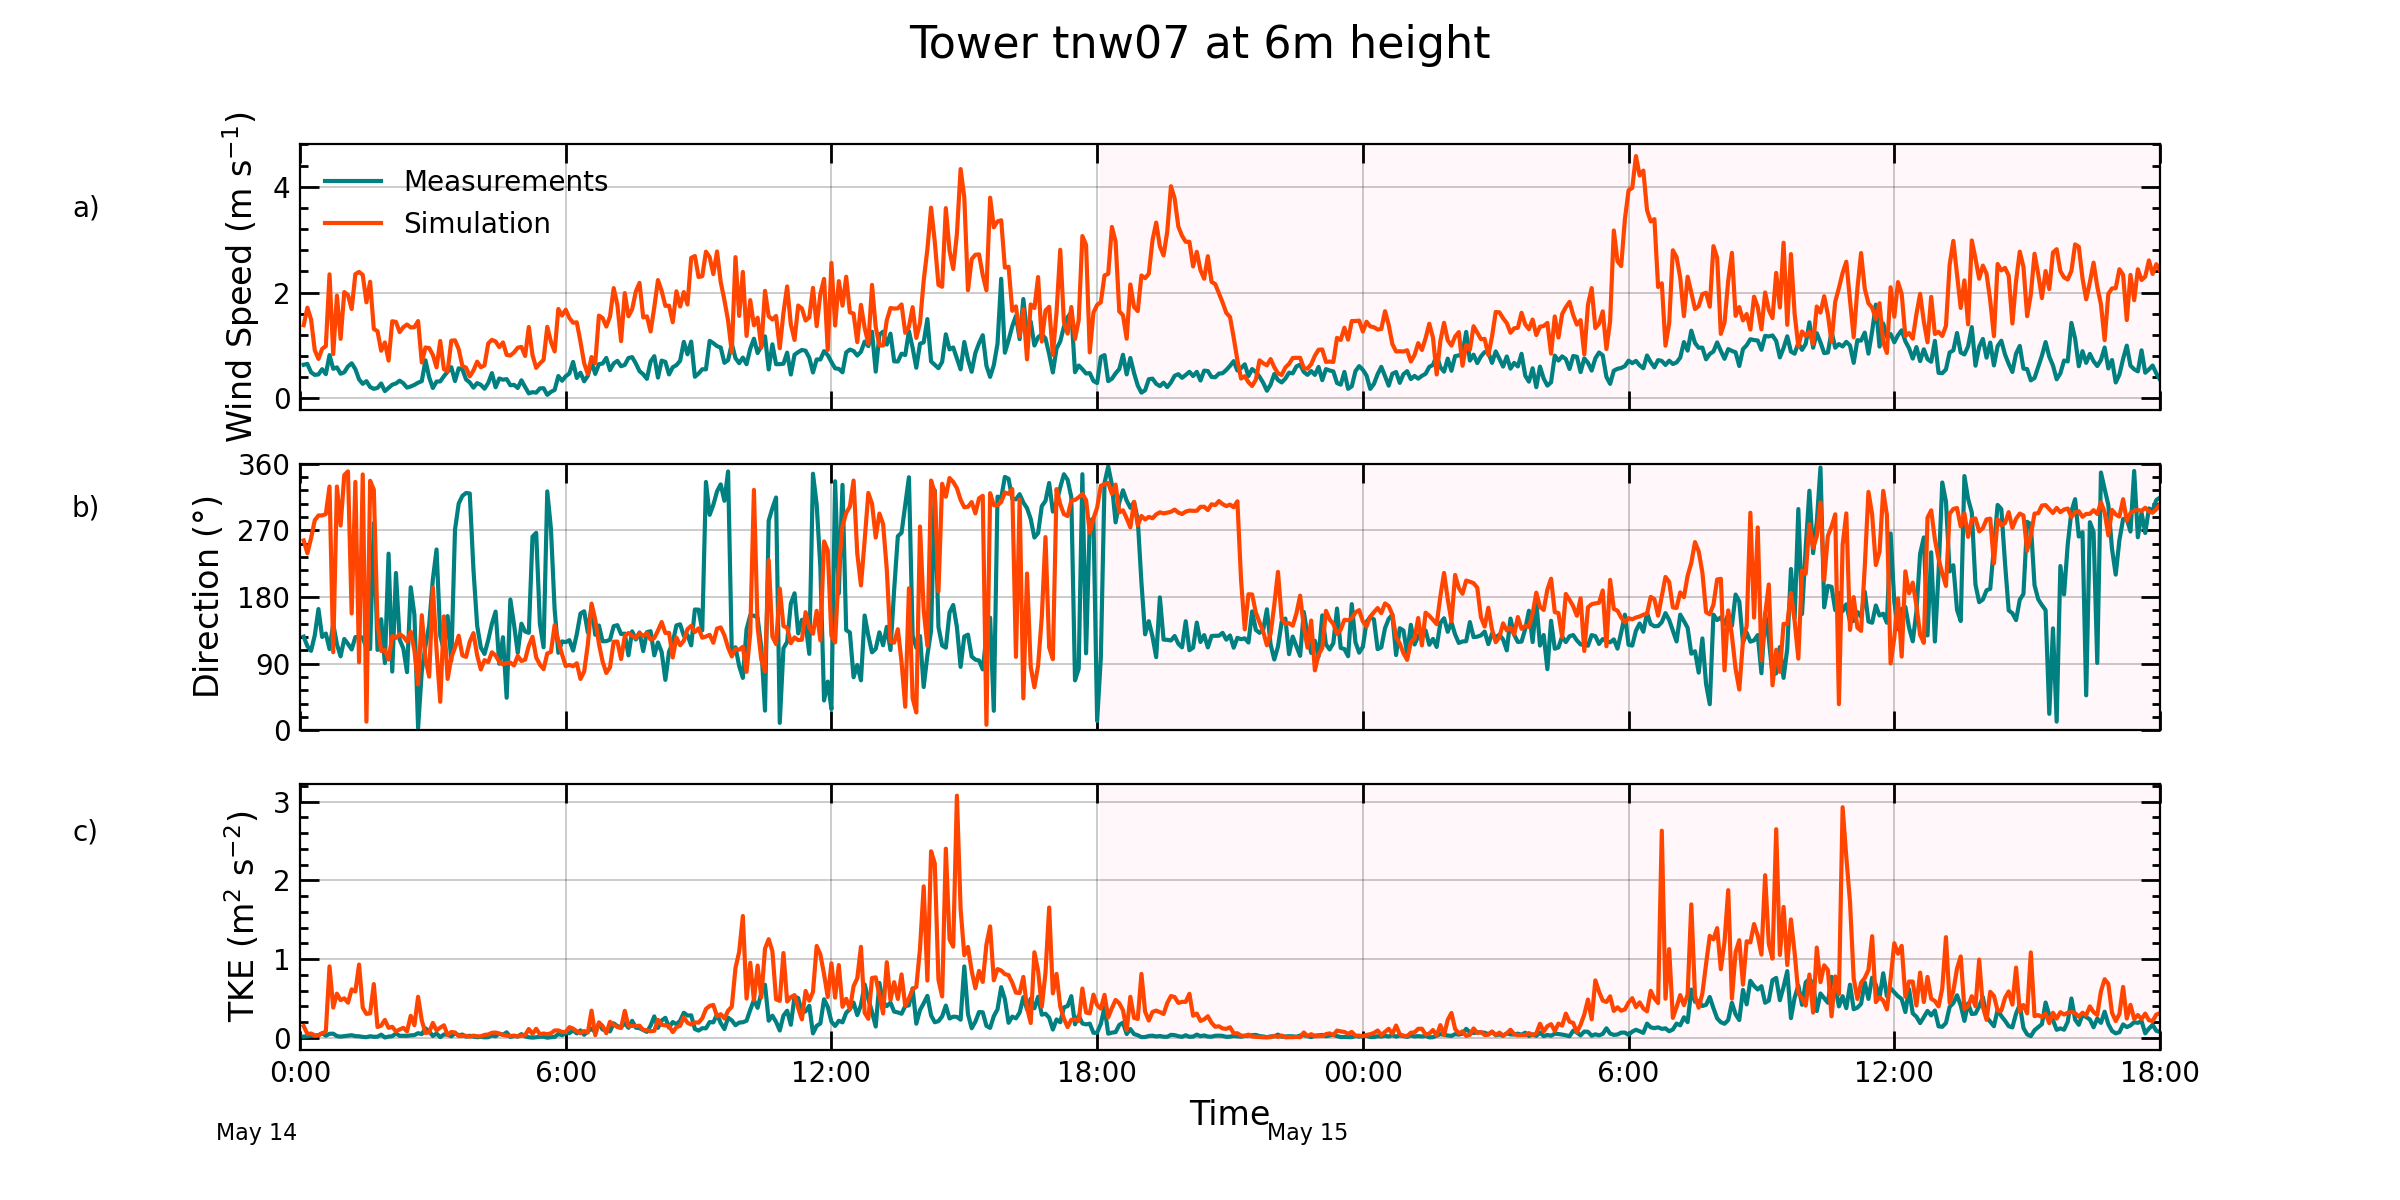 Tower tnw07 at 6m height
a)
Wind Speed (m s⁻¹)
4
2
0
Measurements
Simulation
b)
Direction (°)
360
270
180
90
0
c)
TKE (m² s⁻²)
3
2
1
0
0:00 6:00 12:00 18:00 00:00 6:00 12:00 18:00
Time
May 14 May 15